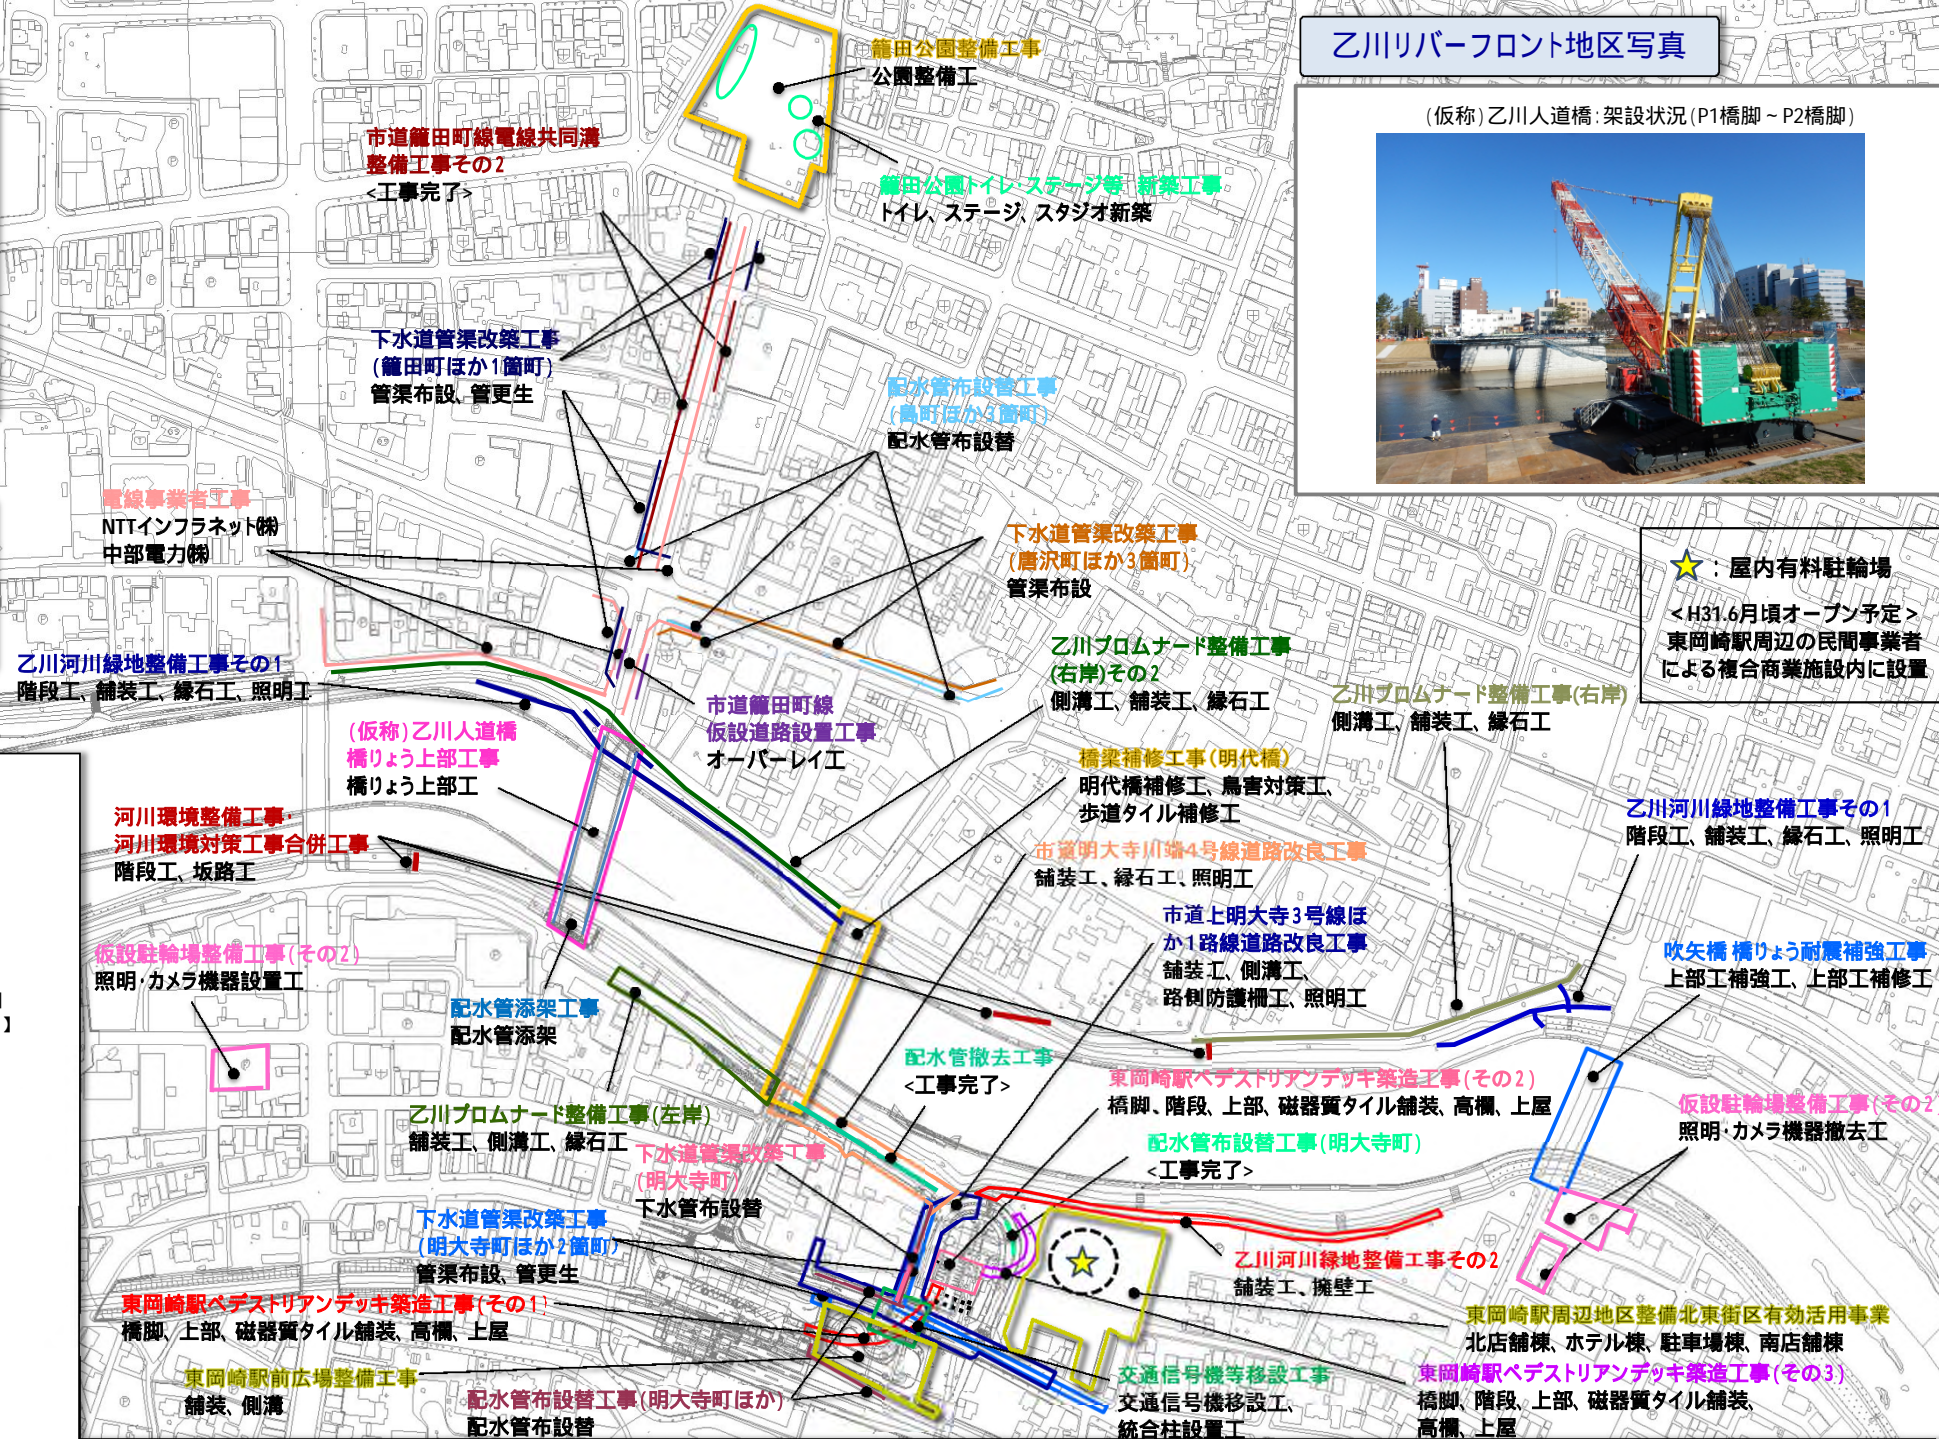 籠田公園整備工事
公園整備工
乙川リバーフロント地区写真
(仮称)乙川人道橋:架設状況(P1橋脚~P2橋脚)
市道籠田町線電線共同溝
整備工事その2
<工事完了>
籠田公園トイレ・ステージ等 新築工事
トイレ、ステージ、スタジオ新築
下水道管渠改築工事
(籠田町ほか1箇町)
管渠布設、管更生
配水管布設替工事
(島町ほか3箇町)
配水管布設替
電線事業者工事
NTTインフラネット㈱
中部電力㈱
下水道管渠改築工事
(唐沢町ほか3箇町)
管渠布設
:屋内有料駐輪場
<H31.6月頃オープン予定>
東岡崎駅周辺の民間事業者
による複合商業施設内に設置
乙川河川緑地整備工事その1
階段工、舗装工、縁石工、照明工
乙川プロムナード整備工事
(右岸)その2
側溝工、舗装工、縁石工
乙川プロムナード整備工事(右岸)
側溝工、舗装工、縁石工
市道籠田町線
仮設道路設置工事
オーバーレイ工
(仮称)乙川人道橋
橋りょう上部工事
橋りょう上部工
橋梁補修工事(明代橋)
明代橋補修工、鳥害対策工、
歩道タイル補修工
乙川河川緑地整備工事その1
階段工、舗装工、縁石工、照明工
河川環境整備工事・
河川環境対策工事合併工事
階段工、坂路工
市道明大寺川端4号線道路改良工事
舗装工、縁石工、照明工
市道上明大寺3号線ほ
か1路線道路改良工事
舗装工、側溝工、
路側防護柵工、照明工
吹矢橋 橋りょう耐震補強工事
上部工補強工、上部工補修工
仮設駐輪場整備工事(その2)
照明・カメラ機器設置工
配水管添架工事
配水管添架
】
配水管撤去工事
<工事完了>
東岡崎駅ペデストリアンデッキ築造工事(その2)
橋脚、階段、上部、磁器質タイル舗装、高欄、上屋
仮設駐輪場整備工事(その2
照明・カメラ機器撤去工
乙川プロムナード整備工事(左岸)
舗装工、側溝工、縁石工
配水管布設替工事(明大寺町)
<工事完了>
下水道管渠改築工事
(明大寺町)
下水管布設替
下水道管渠改築工事
(明大寺町ほか2箇町)
管渠布設、管更生
乙川河川緑地整備工事その2
舗装工、擁壁工
東岡崎駅ペデストリアンデッキ築造工事(その1)
橋脚、上部、磁器質タイル舗装、高欄、上屋
東岡崎駅周辺地区整備北東街区有効活用事業
北店舗棟、ホテル棟、駐車場棟、南店舗棟
東岡崎駅前広場整備工事
舗装、側溝
配水管布設替工事(明大寺町ほか)
配水管布設替
交通信号機等移設工事
交通信号機移設工、
統合柱設置工
東岡崎駅ペデストリアンデッキ築造工事(その3)
橋脚、階段、上部、磁器質タイル舗装、
高欄、上屋